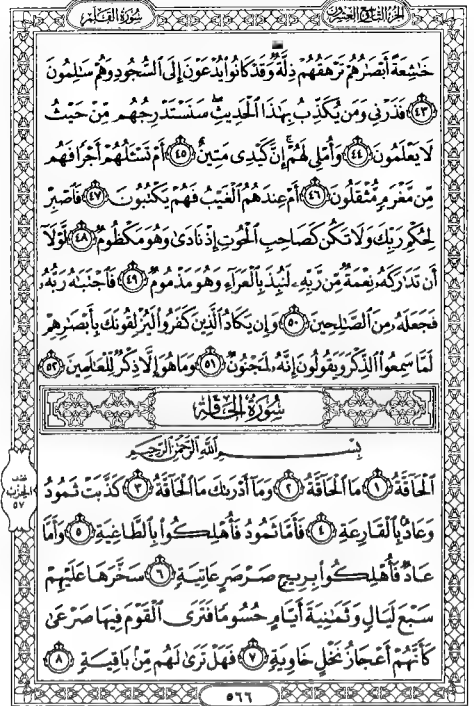 الجزء التاسع والعشرون
سورة القلم
خَٰشِعَةً أَبْصَٰرُهُمْ تَرْهَقُهُمْ ذِلَّةٌ وَقَدْ كَانُوا۟ يُدْعَوْنَ إِلَى ٱلسُّجُودِ وَهُمْ سَٰلِمُونَ
٤٣ فَذَرْنِى وَمَن يُكَذِّبُ بِهَٰذَا ٱلْحَدِيثِ سَنَسْتَدْرِجُهُم مِّنْ حَيْثُ
لَا يَعْلَمُونَ ٤٤ وَأُمْلِى لَهُمْ إِنَّ كَيْدِى مَتِينٌ ٤٥ أَمْ تَسْـَٔلُهُمْ أَجْرًا فَهُم
مِّن مَّغْرَمٍ مُّثْقَلُونَ ٤٦ أَمْ عِندَهُمُ ٱلْغَيْبُ فَهُمْ يَكْتُبُونَ ٤٧ فَٱصْبِرْ
لِحُكْمِ رَبِّكَ وَلَا تَكُن كَصَاحِبِ ٱلْحُوتِ إِذْ نَادَىٰ وَهُوَ مَكْظُومٌ ٤٨ لَّوْلَآ
أَن تَدَٰرَكَهُۥ نِعْمَةٌ مِّن رَّبِّهِۦ لَنُبِذَ بِٱلْعَرَآءِ وَهُوَ مَذْمُومٌ ٤٩ فَٱجْتَبَٰهُ رَبُّهُۥ
فَجَعَلَهُۥ مِنَ ٱلصَّٰلِحِينَ ٥٠ وَإِن يَكَادُ ٱلَّذِينَ كَفَرُوا۟ لَيُزْلِقُونَكَ بِأَبْصَٰرِهِمْ
لَمَّا سَمِعُوا۟ ٱلذِّكْرَ وَيَقُولُونَ إِنَّهُۥ لَمَجْنُونٌ ٥١ وَمَا هُوَ إِلَّا ذِكْرٌ لِّلْعَٰلَمِينَ ٥٢
سُورَةُ الحَاقَّة
بِسْمِ ٱللَّهِ ٱلرَّحْمَٰنِ ٱلرَّحِيمِ
ٱلْحَآقَّةُ ١ مَا ٱلْحَآقَّةُ ٢ وَمَآ أَدْرَىٰكَ مَا ٱلْحَآقَّةُ ٣ كَذَّبَتْ ثَمُودُ
وَعَادٌۢ بِٱلْقَارِعَةِ ٤ فَأَمَّا ثَمُودُ فَأُهْلِكُوا۟ بِٱلطَّاغِيَةِ ٥ وَأَمَّا
عَادٌ فَأُهْلِكُوا۟ بِرِيحٍ صَرْصَرٍ عَاتِيَةٍ ٦ سَخَّرَهَا عَلَيْهِمْ
سَبْعَ لَيَالٍ وَثَمَٰنِيَةَ أَيَّامٍ حُسُومًا فَتَرَى ٱلْقَوْمَ فِيهَا صَرْعَىٰ
كَأَنَّهُمْ أَعْجَازُ نَخْلٍ خَاوِيَةٍ ٧ فَهَلْ تَرَىٰ لَهُم مِّنۢ بَاقِيَةٍ ٨
الحزب
٥٧
٥٦٦